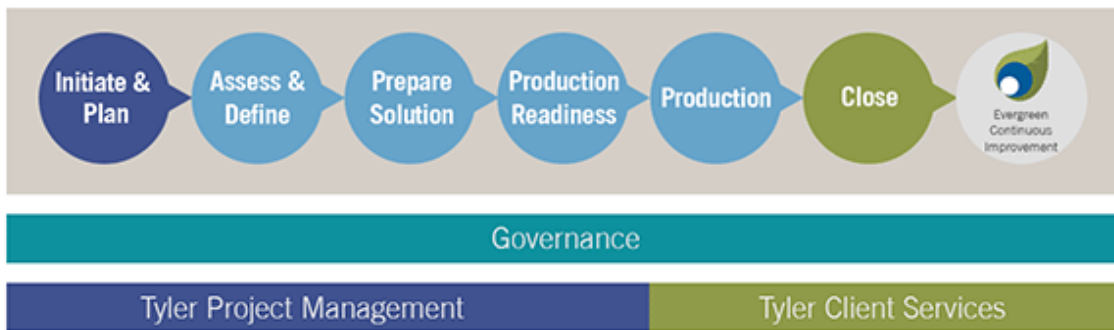 Initiate &
Plan
Assess &
Define
Prepare
Solution
Production
Readiness
Production
Close
Evergreen
Continuous
Improvement
Governance
Tyler Project Management
Tyler Client Services